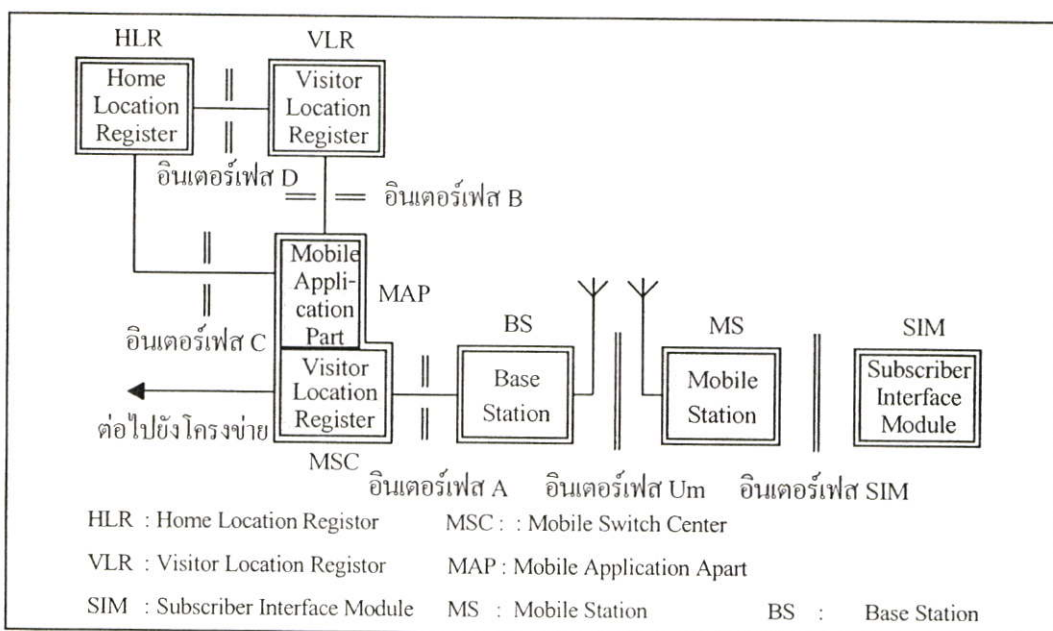 HLR
VLR
Home
Location
Register
Visitor
Location
Register
อินเตอร์เฟส D
อินเตอร์เฟส B
Mobile
Appli-
cation
Part
MAP
อินเตอร์เฟส C
BS
MS
SIM
Visitor
Location
Register
Base
Station
Mobile
Station
Subscriber
Interface
Module
ต่อไปยังโครงข่าย
MSC
อินเตอร์เฟส A
อินเตอร์เฟส Um
อินเตอร์เฟส SIM
HLR : Home Location Registor
MSC : : Mobile Switch Center
VLR : Visitor Location Registor
MAP : Mobile Application Apart
SIM : Subscriber Interface Module
MS : Mobile Station
BS : Base Station